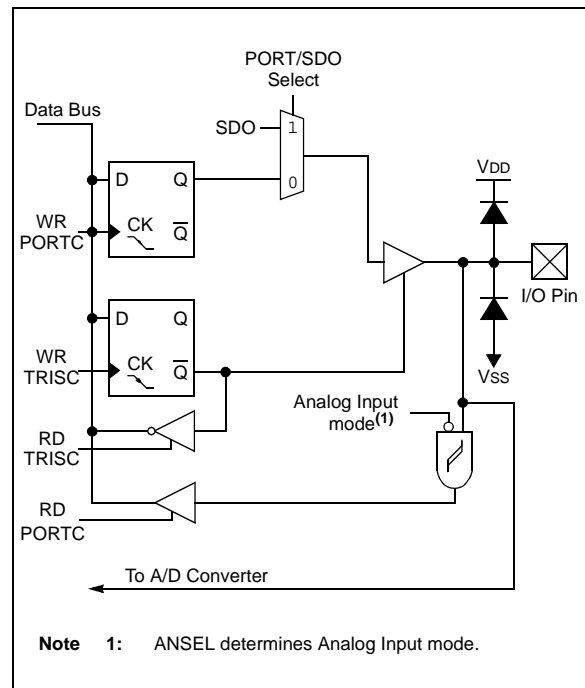 PORT/SDO
Select
Data Bus
SDO
1
0
D Q
CK Q
WR
PORTC
VDD
I/O Pin
VSS
D Q
CK Q
WR
TRISC
Analog Input
mode(1)
RD
TRISC
RD
PORTC
To A/D Converter
Note 1: ANSEL determines Analog Input mode.